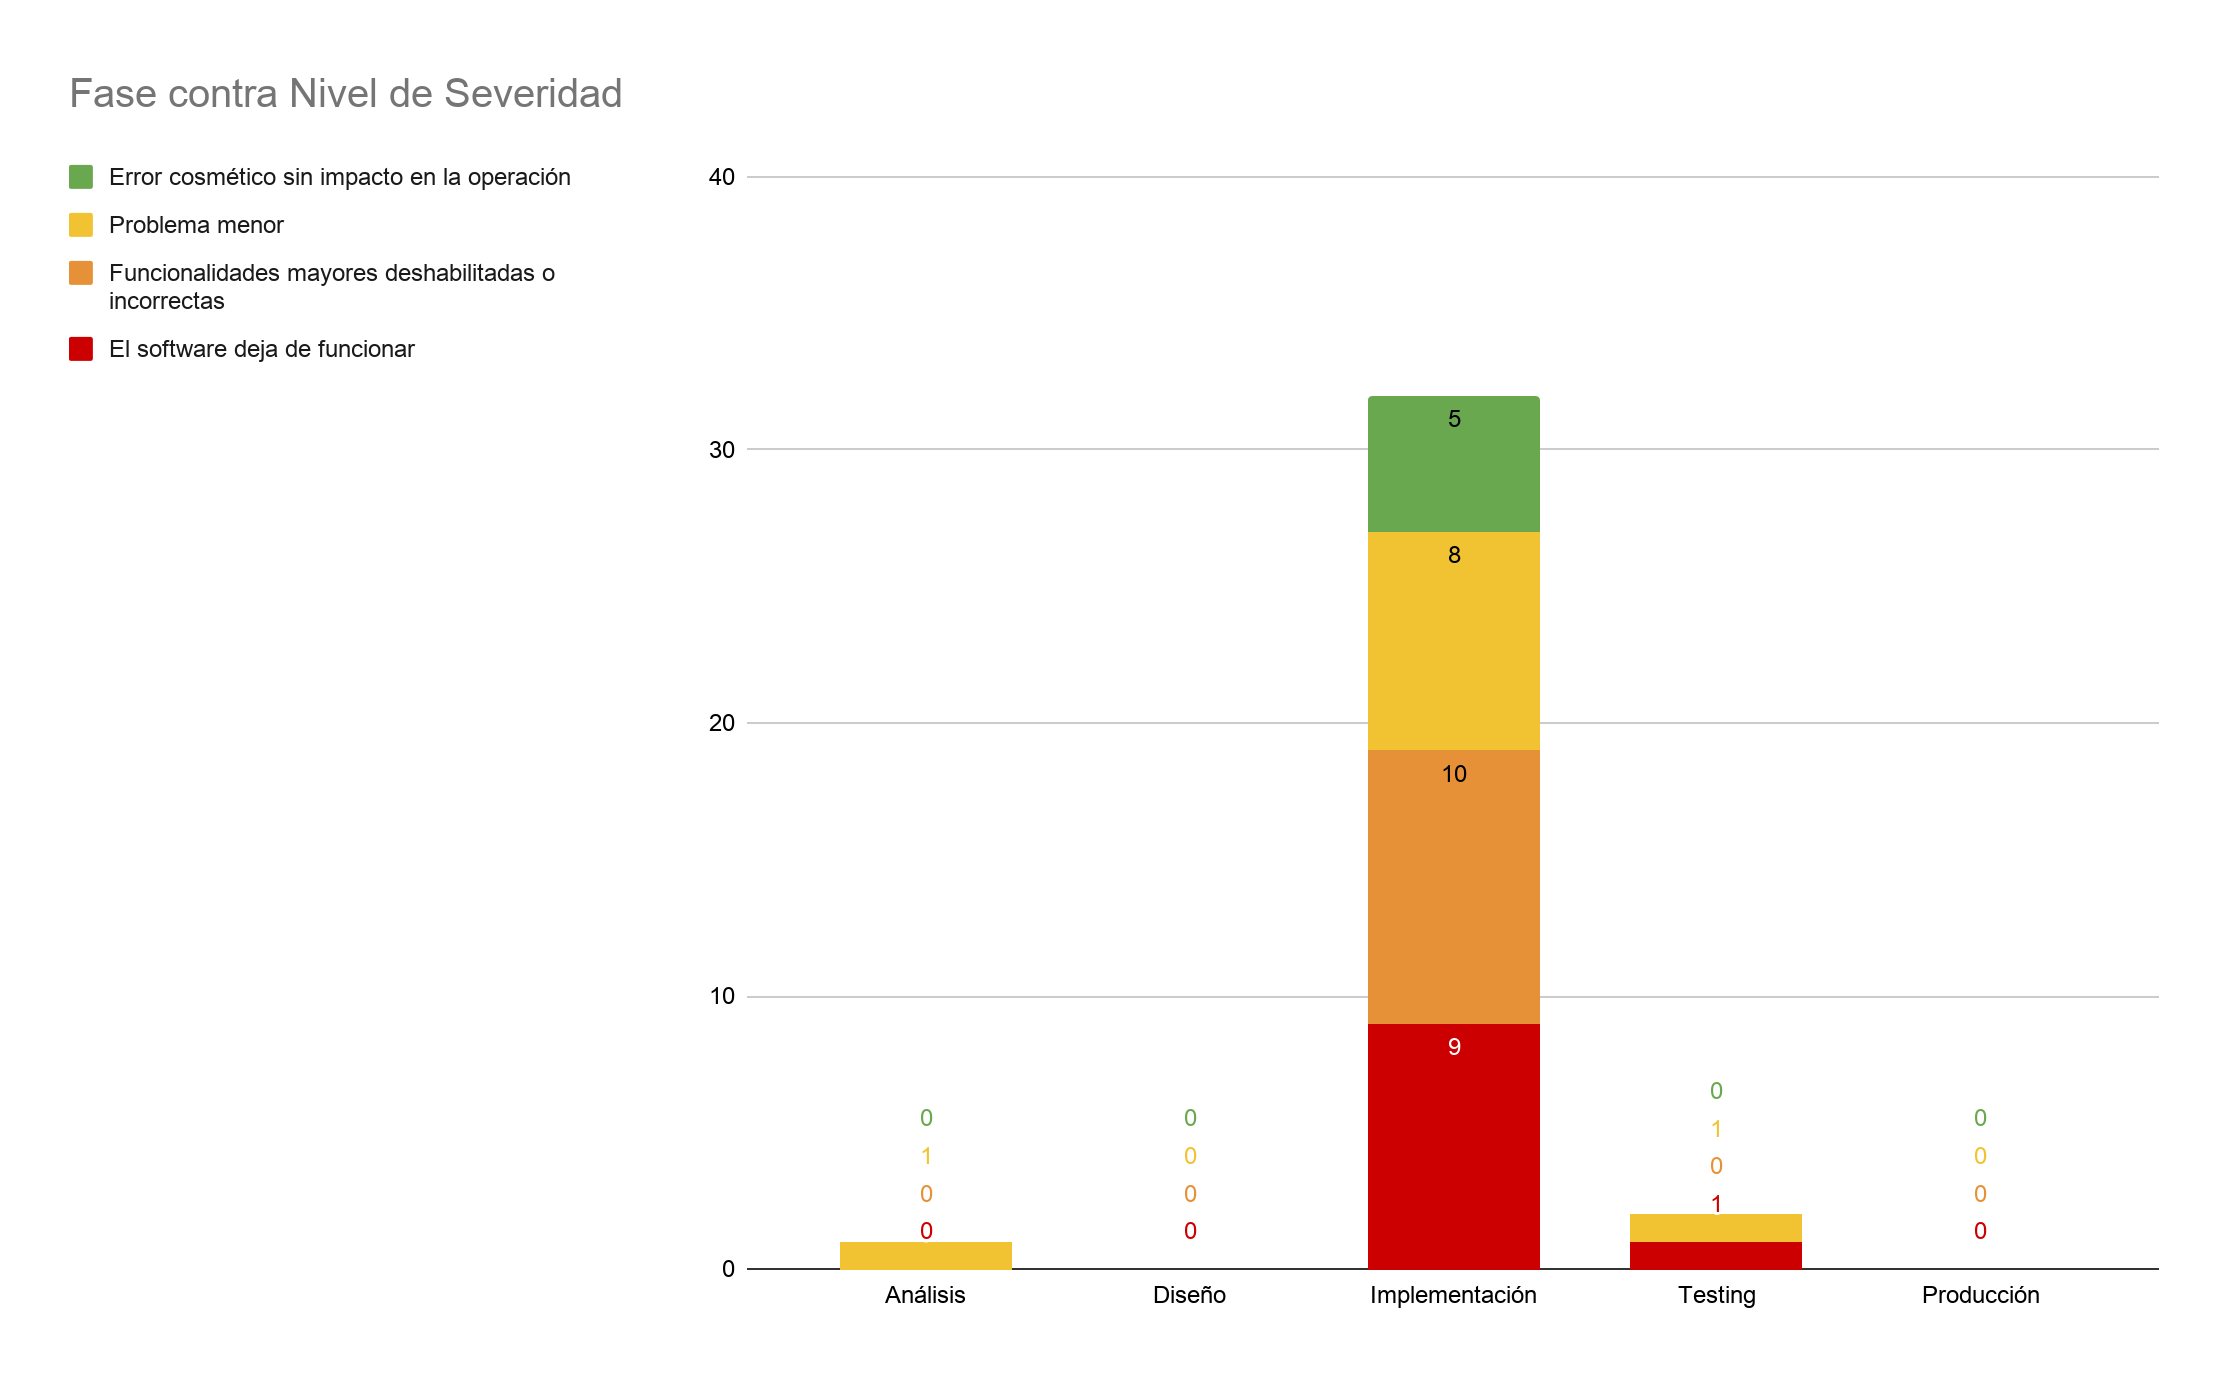 Fase contra Nivel de Severidad
Error cosmético sin impacto en la operación
Problema menor
Funcionalidades mayores deshabilitadas o
incorrectas
El software deja de funcionar
40
30
20
10
0
5
8
10
9
0
1
0
0
0
0
0
0
0
1
0
1
0
0
0
0
Análisis
Diseño
Implementación
Testing
Producción